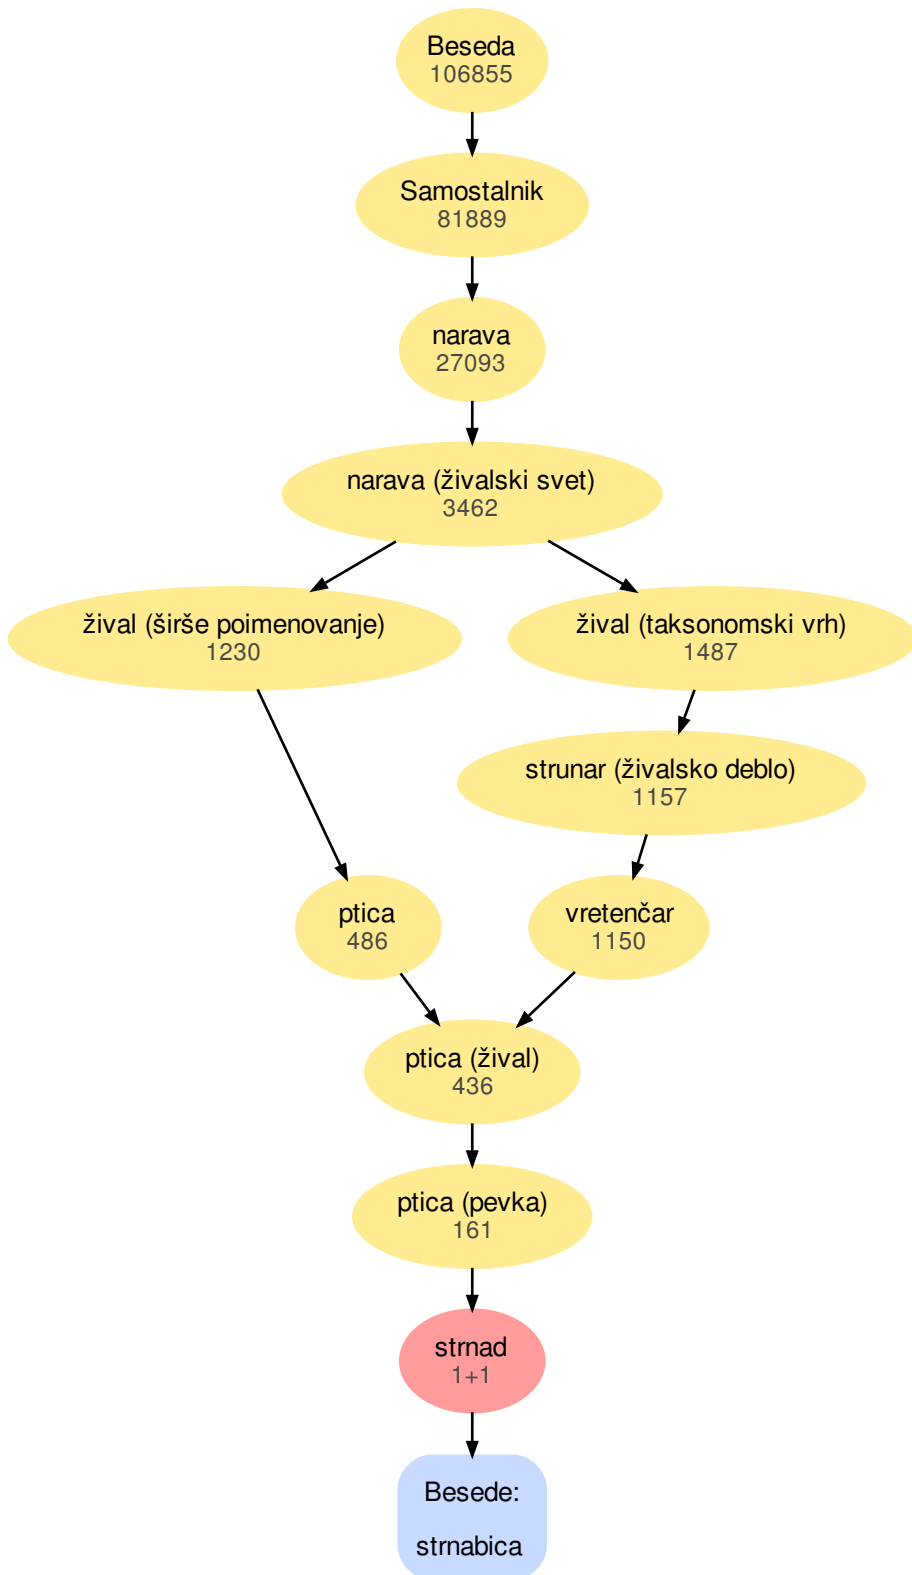 Beseda
106855
Samostalnik
81889
narava
27093
narava (živalski svet)
3462
žival (širše poimenovanje)
1230
žival (taksonomski vrh)
1487
strunar (živalsko deblo)
1157
ptica
486
vretenčar
1150
ptica (žival)
436
ptica (pevka)
161
strnad
1+1
Besede:
strnabica